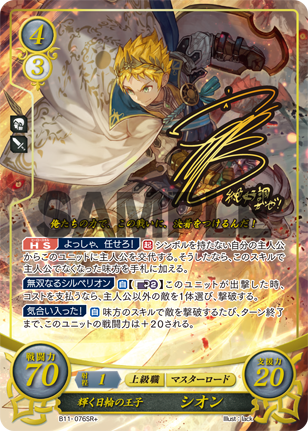 4
3
SAMPLE
俺たちの力で、この戦いに、決着をつけるんだ！
HS よっしゃ、任せろ！ 起 シンボルを持たない自分の主人公
からこのユニットに主人公を交代する。そうしたなら、このスキルで
主人公でなくなった味方を手札に加える。
無双なるシルペリオン 自 【2】このユニットが出撃した時、
コストを支払うなら、主人公以外の敵を1体選び、撃破する。
気合い入った！ 自 味方のスキルで敵を撃破するたび、ターン終了
まで、このユニットの戦闘力は＋20される。
戦闘力 70
射程 1 上級職 マスターロード
支援力 20
輝く日輪の王子 シオン
B11-076SR+
Illust：lack